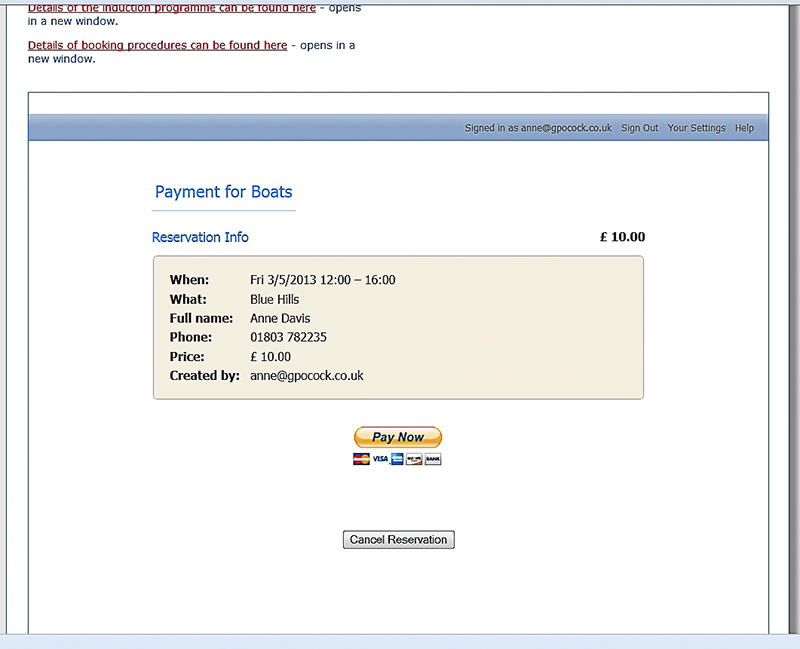 Details of the induction programme can be found here - opens
in a new window.
Details of booking procedures can be found here - opens in a
new window.
Signed in as anne@gpocock.co.uk Sign Out Your Settings Help
Payment for Boats
Reservation Info £ 10.00
When: Fri 3/5/2013 12:00 – 16:00
What: Blue Hills
Full name: Anne Davis
Phone: 01803 782235
Price: £ 10.00
Created by: anne@gpocock.co.uk
Pay Now
VISA BANK
Cancel Reservation